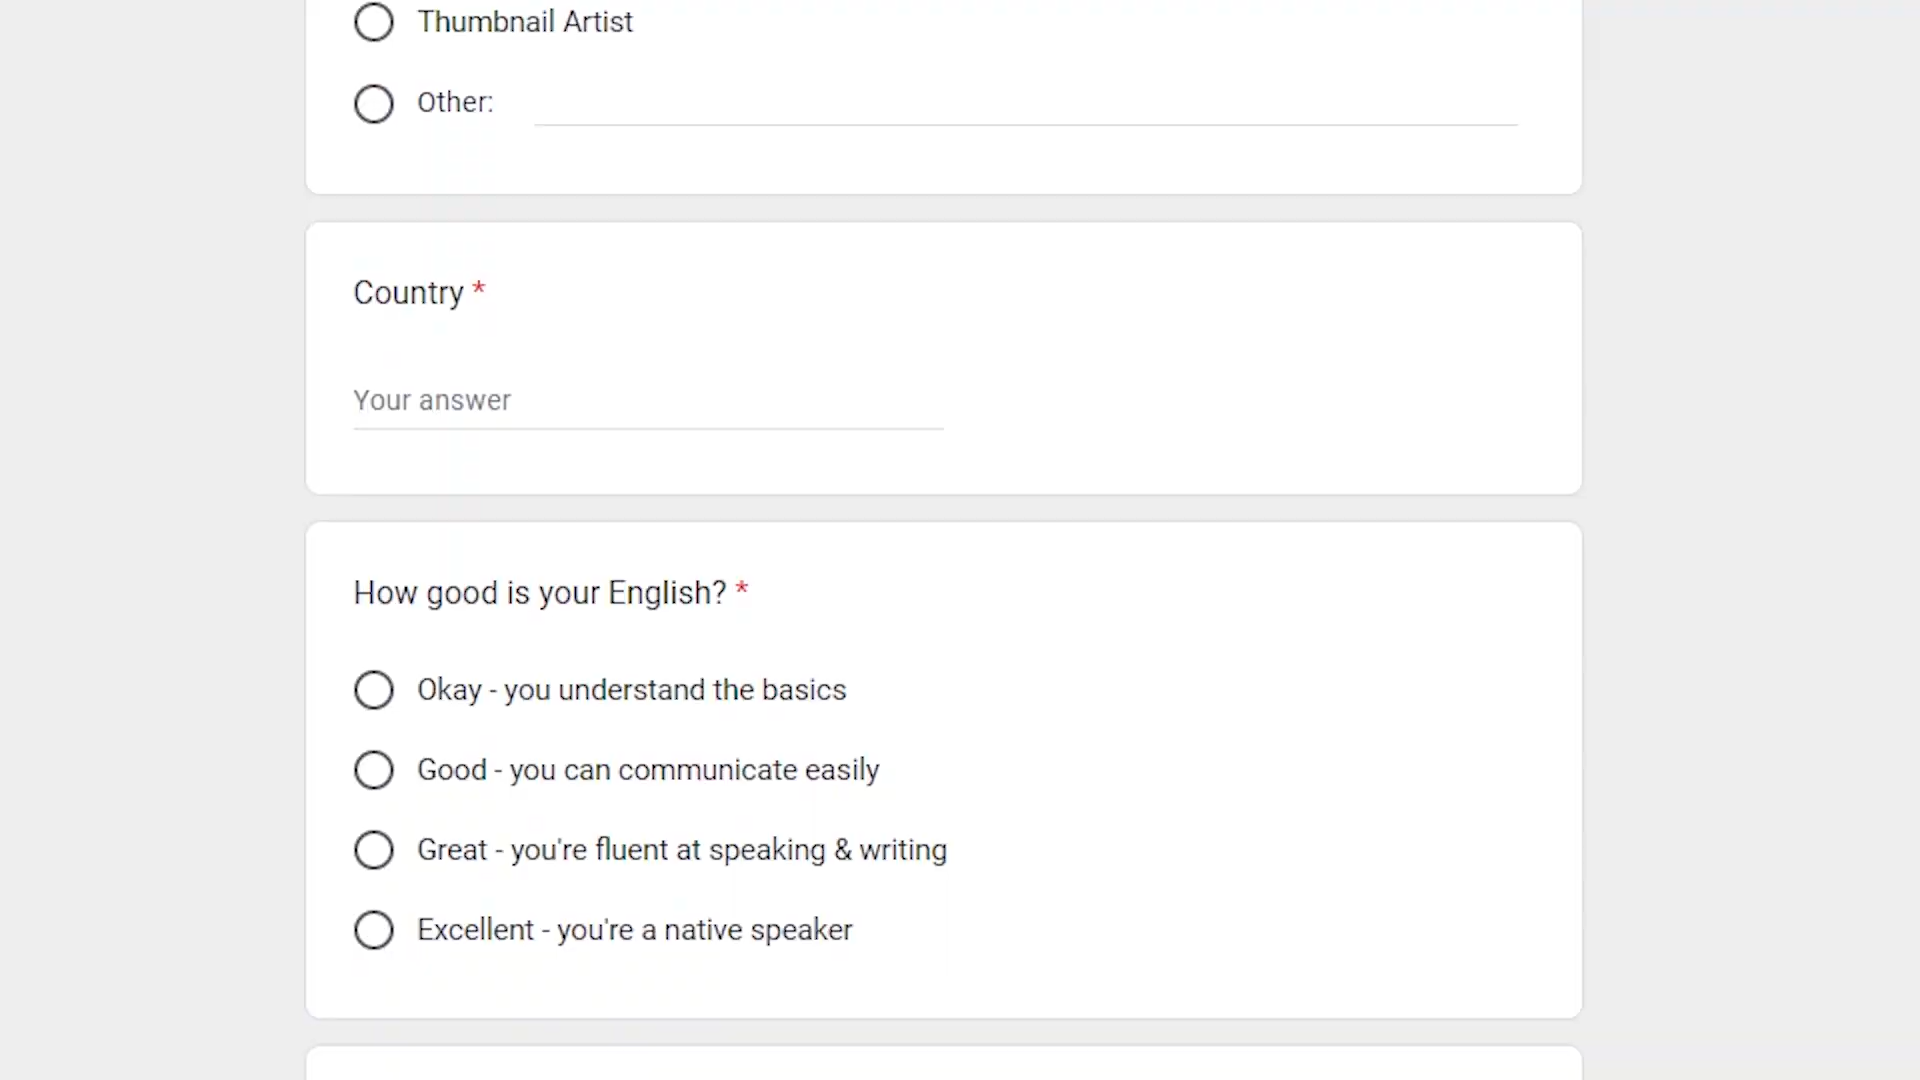 Thumbnail Artist
Other:
Country *
Your answer
How good is your English? *
Okay - you understand the basics
Good - you can communicate easily
Great - you're fluent at speaking & writing
Excellent - you're a native speaker